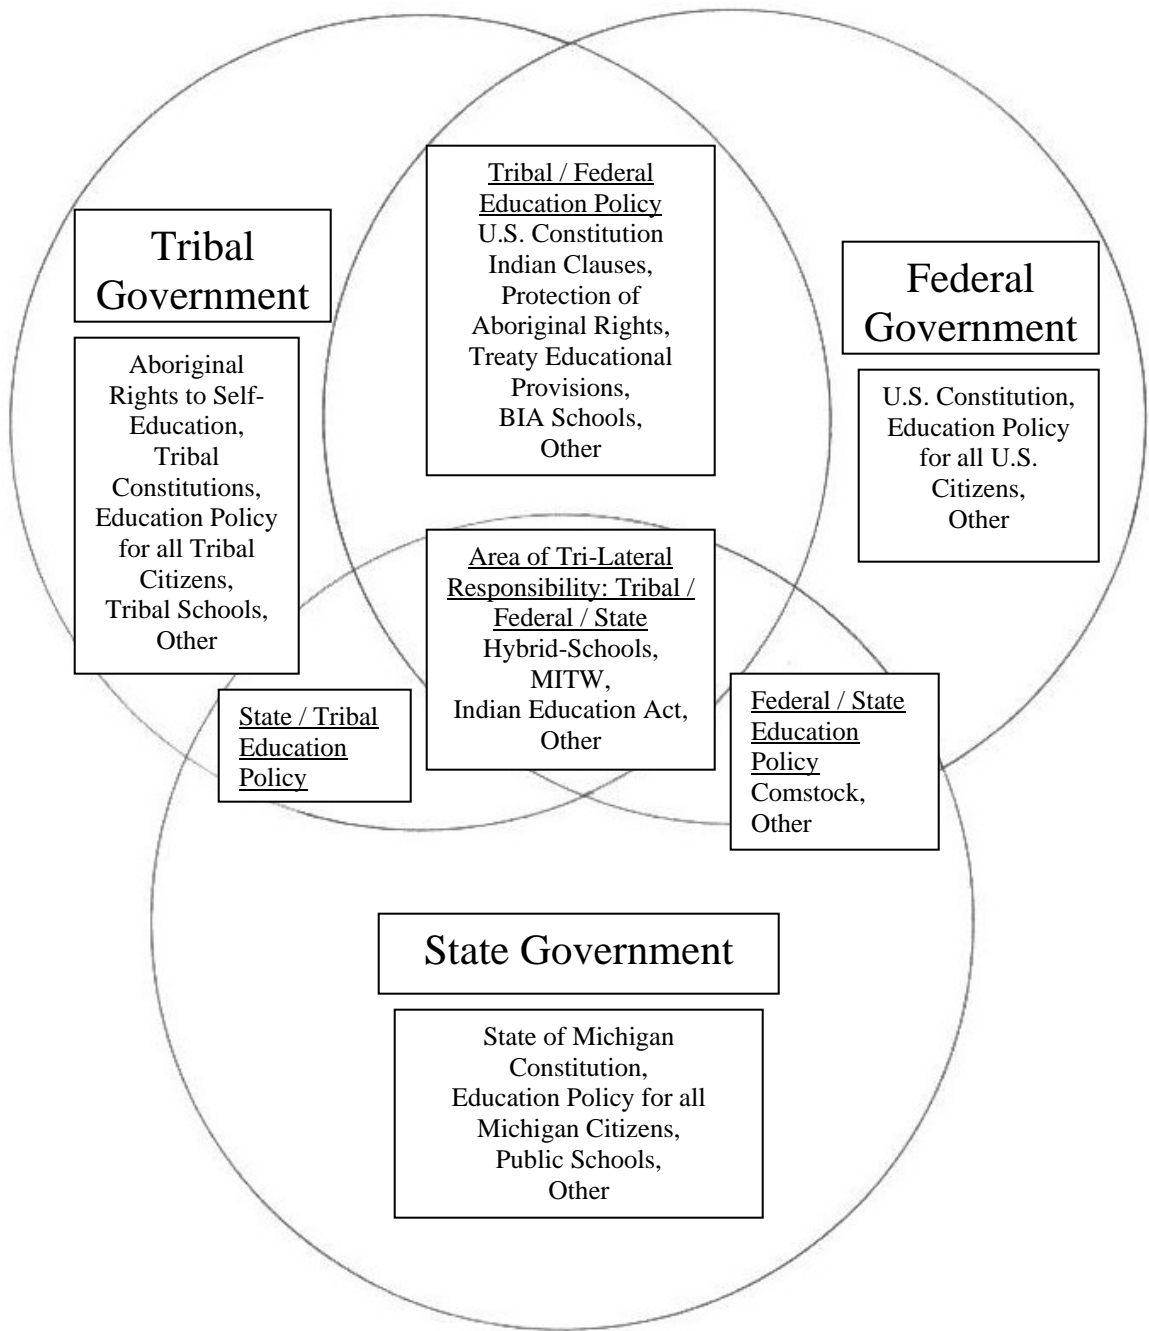 Tribal
Government
Aboriginal
Rights to Self-
Education,
Tribal
Constitutions,
Education Policy
for all Tribal
Citizens,
Tribal Schools,
Other
Tribal / Federal
Education Policy
U.S. Constitution
Indian Clauses,
Protection of
Aboriginal Rights,
Treaty Educational
Provisions,
BIA Schools,
Other
Federal
Government
U.S. Constitution,
Education Policy
for all U.S.
Citizens,
Other
Area of Tri-Lateral
Responsibility: Tribal /
Federal / State
Hybrid-Schools,
MITW,
Indian Education Act,
Other
State / Tribal
Education
Policy
Federal / State
Education
Policy
Comstock,
Other
State Government
State of Michigan
Constitution,
Education Policy for all
Michigan Citizens,
Public Schools,
Other